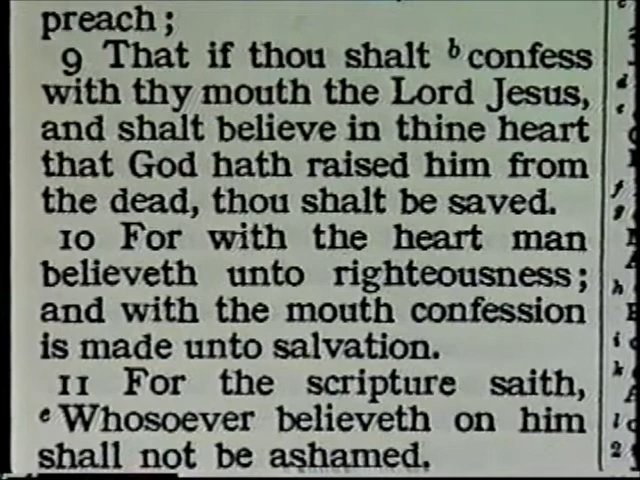 preach;
9 That if thou shalt b confess
with thy mouth the Lord Jesus,
and shalt believe in thine heart
that God hath raised him from
the dead, thou shalt be saved.
10 For with the heart man
believeth unto righteousness;
and with the mouth confession
is made unto salvation.
11 For the scripture saith,
e Whosoever believeth on him
shall not be ashamed.